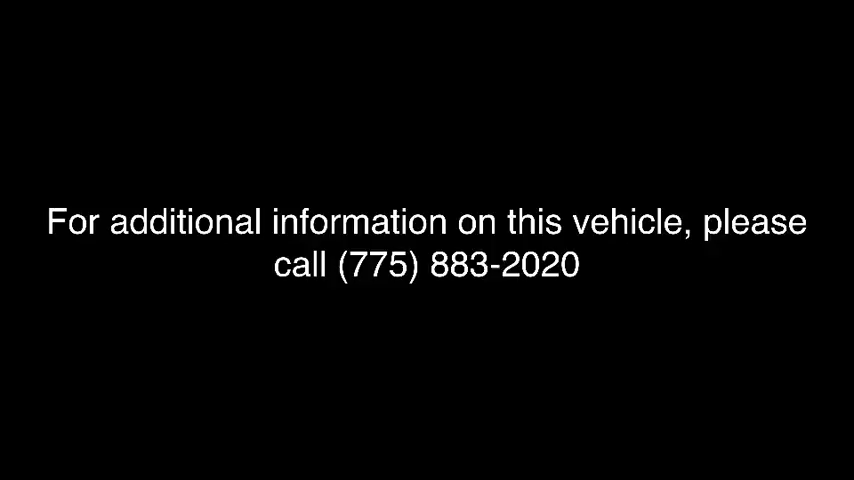 For additional information on this vehicle, please
call (775) 883-2020